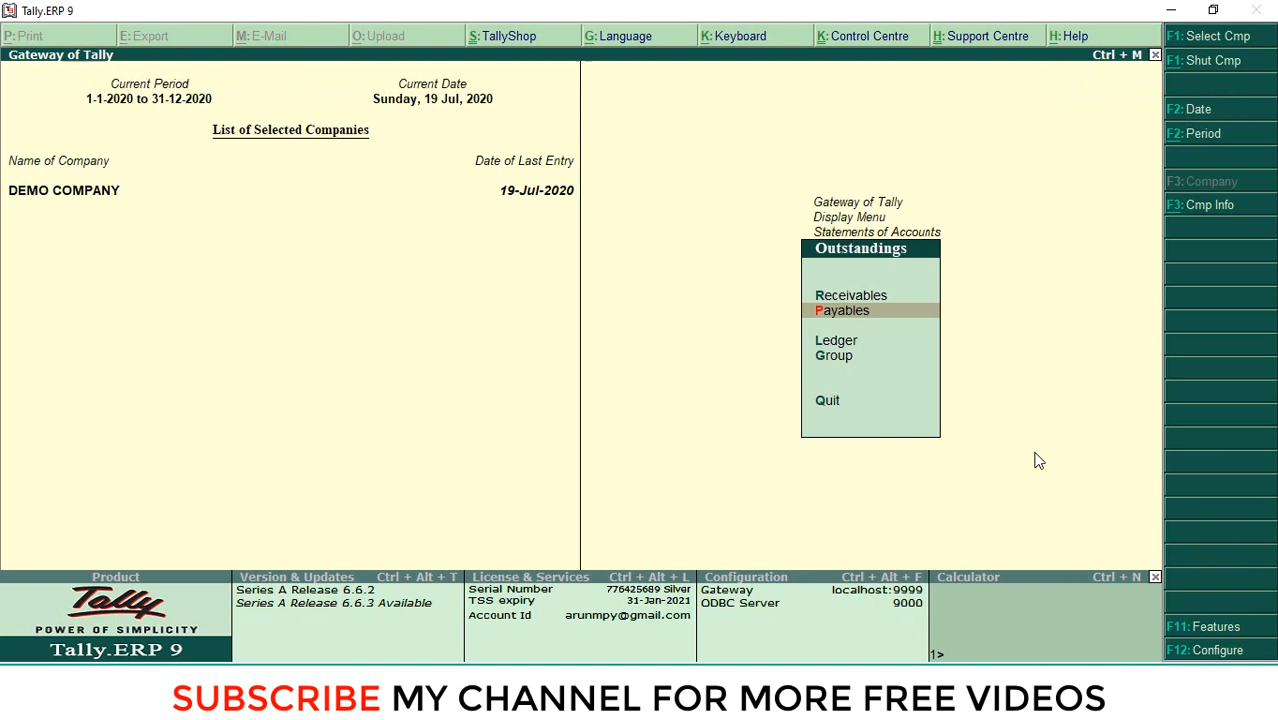 Tally.ERP 9
P: Print E: Export M: E-Mail O: Upload S: TallyShop G: Language K: Keyboard K: Control Centre H: Support Centre H: Help
Gateway of Tally Ctrl + M
Current Period Current Date
1-1-2020 to 31-12-2020 Sunday, 19 Jul, 2020
List of Selected Companies
Name of Company Date of Last Entry
DEMO COMPANY 19-Jul-2020
Gateway of Tally
Display Menu
Statements of Accounts
Outstandings
Receivables
Payables
Ledger
Group
Quit
F1: Select Cmp
F1: Shut Cmp
F2: Date
F2: Period
F3: Company
F3: Cmp Info
F11: Features
F12: Configure
Product
Tally
POWER OF SIMPLICITY
Tally.ERP 9
Version & Updates Ctrl + Alt + T
Series A Release 6.6.2
Series A Release 6.6.3 Available
License & Services Ctrl + Alt + L
Serial Number 776425689 Silver
TSS expiry 31-Jan-2021
Account Id arunmpy@gmail.com
Configuration Ctrl + Alt + F
Gateway localhost:9999
ODBC Server 9000
Calculator Ctrl + N
1>
SUBSCRIBE MY CHANNEL FOR MORE FREE VIDEOS